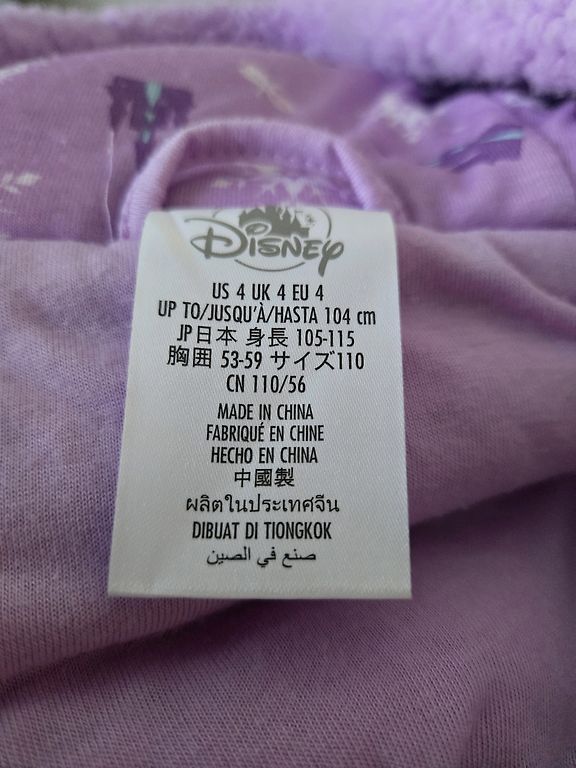 Disney
US 4 UK 4 EU 4
UP TO/JUSQU'À/HASTA 104 cm
JP日本 身長 105-115
胸囲 53-59 サイズ110
CN 110/56
MADE IN CHINA
FABRIQUÉ EN CHINE
HECHO EN CHINA
中國製
ผลิตในประเทศจีน
DIBUAT DI TIONGKOK
صنع في الصين